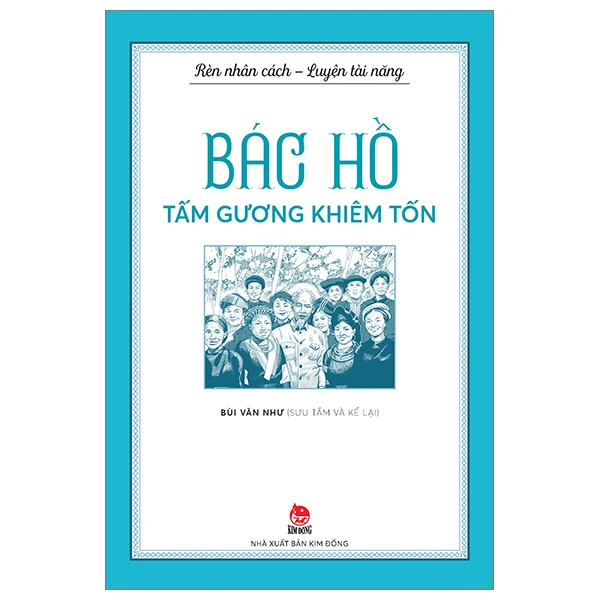 Rèn nhân cách – Luyện tài năng
BÁC HỒ
TẤM GƯƠNG KHIÊM TỐN
BÙI VĂN NHƯ (SƯU TẦM VÀ KỂ LẠI)
KIM ĐỒNG
NHÀ XUẤT BẢN KIM ĐỒNG